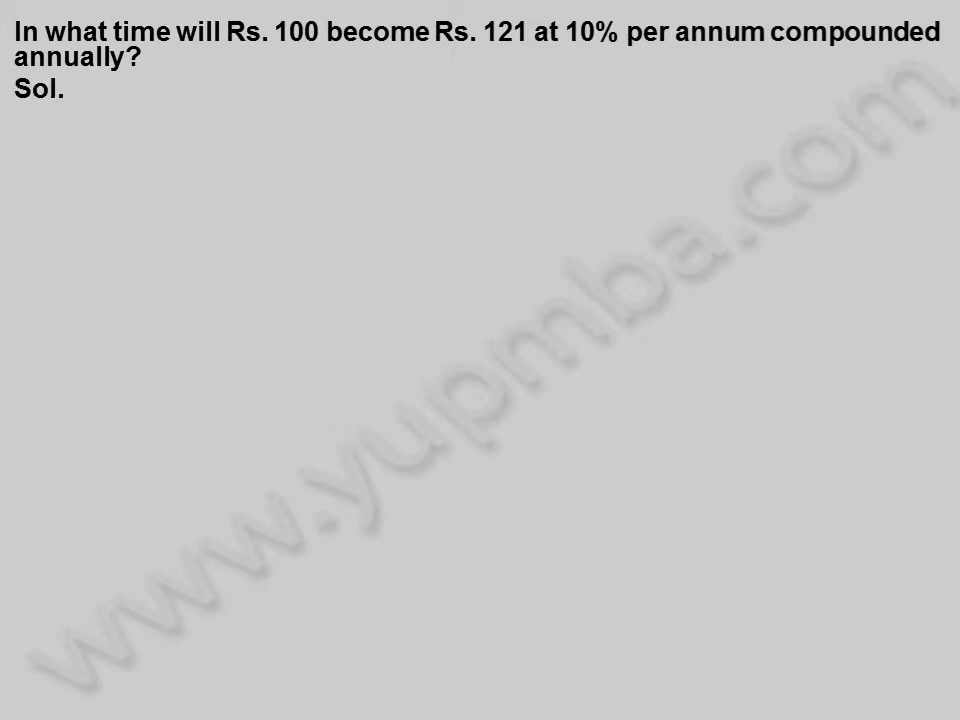 In what time will Rs. 100 become Rs. 121 at 10% per annum compounded
annually?
Sol.
www.yupmba.com